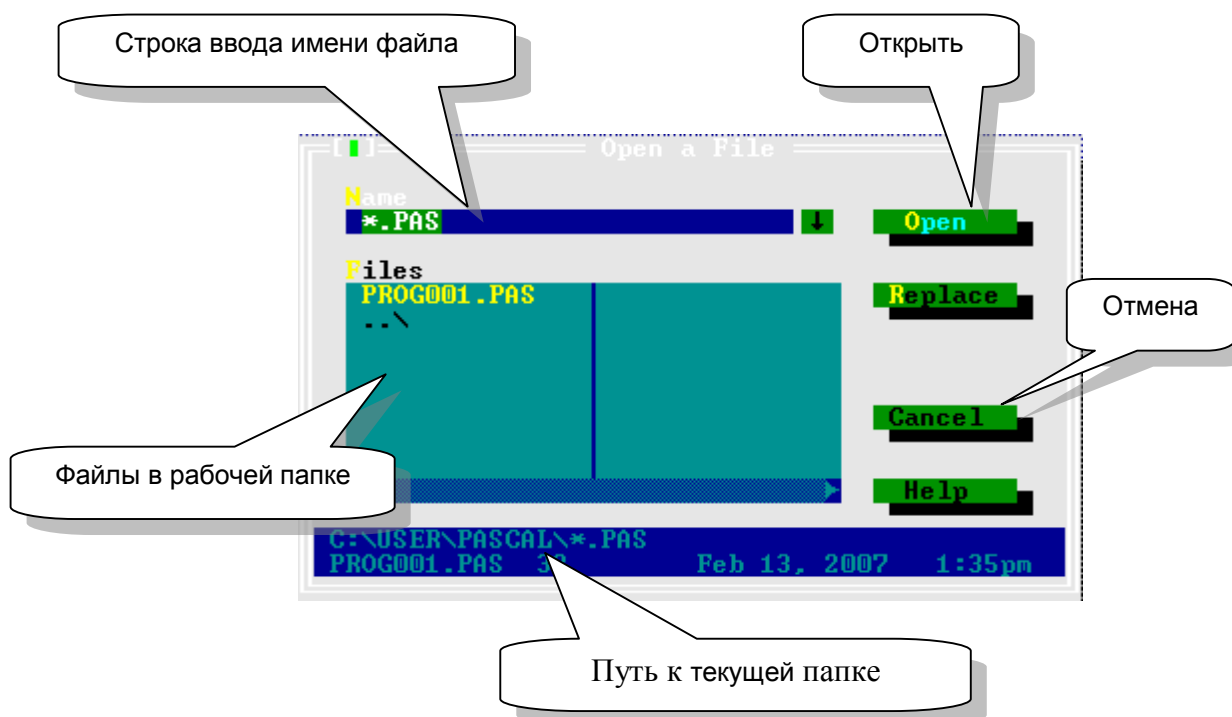 Строка ввода имени файла
Открыть
[ ]
Open a File
Name
*.PAS
↓
Open
Files
PROG001.PAS
..\
Replace
Отмена
Cancel
Файлы в рабочей папке
Help
C:\USER\PASCAL\*.PAS
PROG001.PAS Feb 13, 2007 1:35pm
Путь к текущей папке